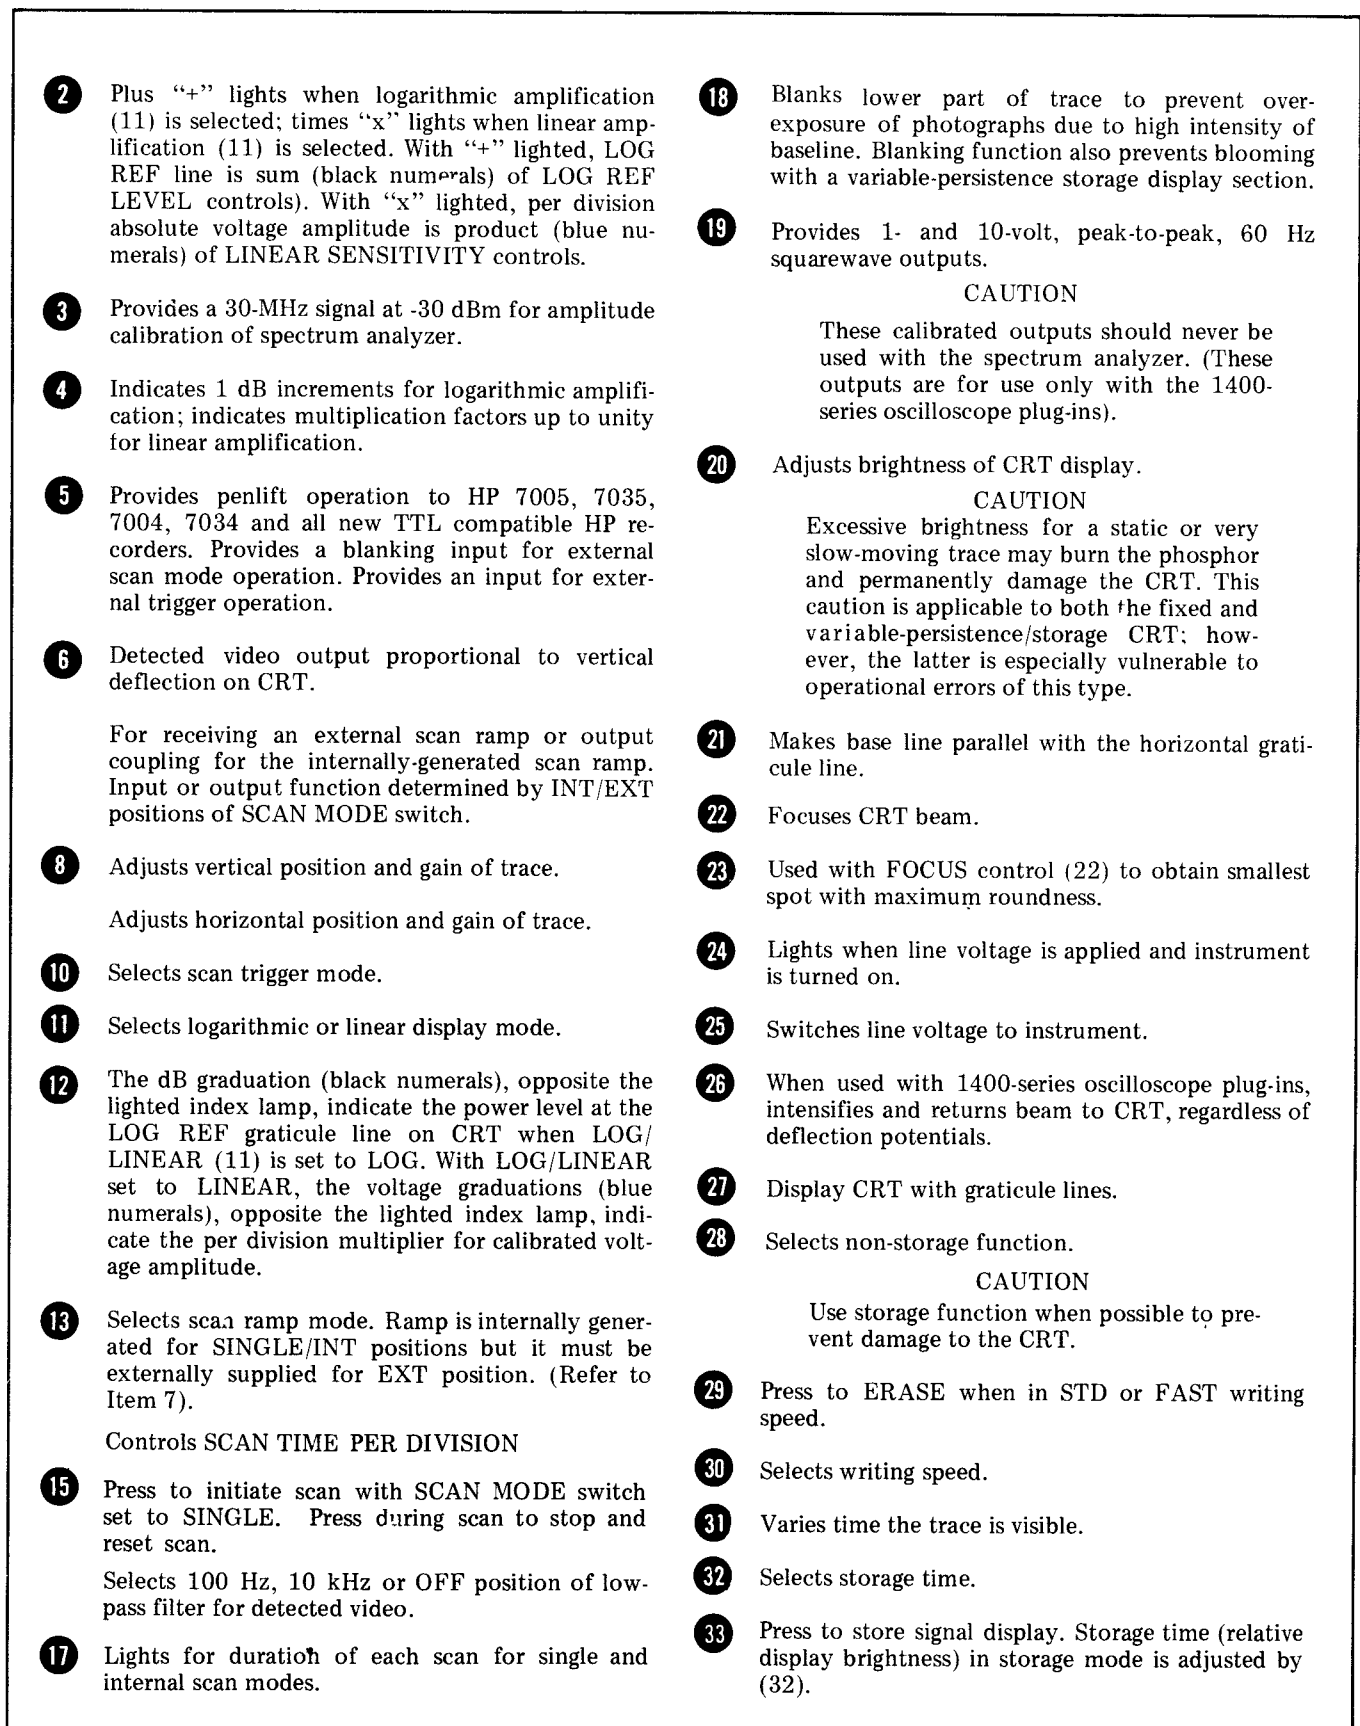 2 Plus “+” lights when logarithmic amplification
(11) is selected; times “x” lights when linear amp-
lification (11) is selected. With “+” lighted, LOG
REF line is sum (black numerals) of LOG REF
LEVEL controls). With “x” lighted, per division
absolute voltage amplitude is product (blue nu-
merals) of LINEAR SENSITIVITY controls.
3 Provides a 30-MHz signal at -30 dBm for amplitude
calibration of spectrum analyzer.
4 Indicates 1 dB increments for logarithmic amplifi-
cation; indicates multiplication factors up to unity
for linear amplification.
5 Provides penlift operation to HP 7005, 7035,
7004, 7034 and all new TTL compatible HP re-
corders. Provides a blanking input for external
scan mode operation. Provides an input for exter-
nal trigger operation.
6 Detected video output proportional to vertical
deflection on CRT.
For receiving an external scan ramp or output
coupling for the internally-generated scan ramp.
Input or output function determined by INT/EXT
positions of SCAN MODE switch.
8 Adjusts vertical position and gain of trace.
Adjusts horizontal position and gain of trace.
10 Selects scan trigger mode.
11 Selects logarithmic or linear display mode.
12 The dB graduation (black numerals), opposite the
lighted index lamp, indicate the power level at the
LOG REF graticule line on CRT when LOG/
LINEAR (11) is set to LOG. With LOG/LINEAR
set to LINEAR, the voltage graduations (blue
numerals), opposite the lighted index lamp, indi-
cate the per division multiplier for calibrated volt-
age amplitude.
13 Selects scan ramp mode. Ramp is internally gener-
ated for SINGLE/INT positions but it must be
externally supplied for EXT position. (Refer to
Item 7).
Controls SCAN TIME PER DIVISION
15 Press to initiate scan with SCAN MODE switch
set to SINGLE. Press during scan to stop and
reset scan.
Selects 100 Hz, 10 kHz or OFF position of low-
pass filter for detected video.
17 Lights for duration of each scan for single and
internal scan modes.
18 Blanks lower part of trace to prevent over-
exposure of photographs due to high intensity of
baseline. Blanking function also prevents blooming
with a variable-persistence storage display section.
19 Provides 1- and 10-volt, peak-to-peak, 60 Hz
squarewave outputs.
CAUTION
These calibrated outputs should never be
used with the spectrum analyzer. (These
outputs are for use only with the 1400-
series oscilloscope plug-ins).
20 Adjusts brightness of CRT display.
CAUTION
Excessive brightness for a static or very
slow-moving trace may burn the phosphor
and permanently damage the CRT. This
caution is applicable to both the fixed and
variable-persistence/storage CRT; how-
ever, the latter is especially vulnerable to
operational errors of this type.
21 Makes base line parallel with the horizontal grati-
cule line.
22 Focuses CRT beam.
23 Used with FOCUS control (22) to obtain smallest
spot with maximum roundness.
24 Lights when line voltage is applied and instrument
is turned on.
25 Switches line voltage to instrument.
26 When used with 1400-series oscilloscope plug-ins,
intensifies and returns beam to CRT, regardless of
deflection potentials.
27 Display CRT with graticule lines.
28 Selects non-storage function.
CAUTION
Use storage function when possible to pre-
vent damage to the CRT.
29 Press to ERASE when in STD or FAST writing
speed.
30 Selects writing speed.
31 Varies time the trace is visible.
32 Selects storage time.
33 Press to store signal display. Storage time (relative
display brightness) in storage mode is adjusted by
(32).